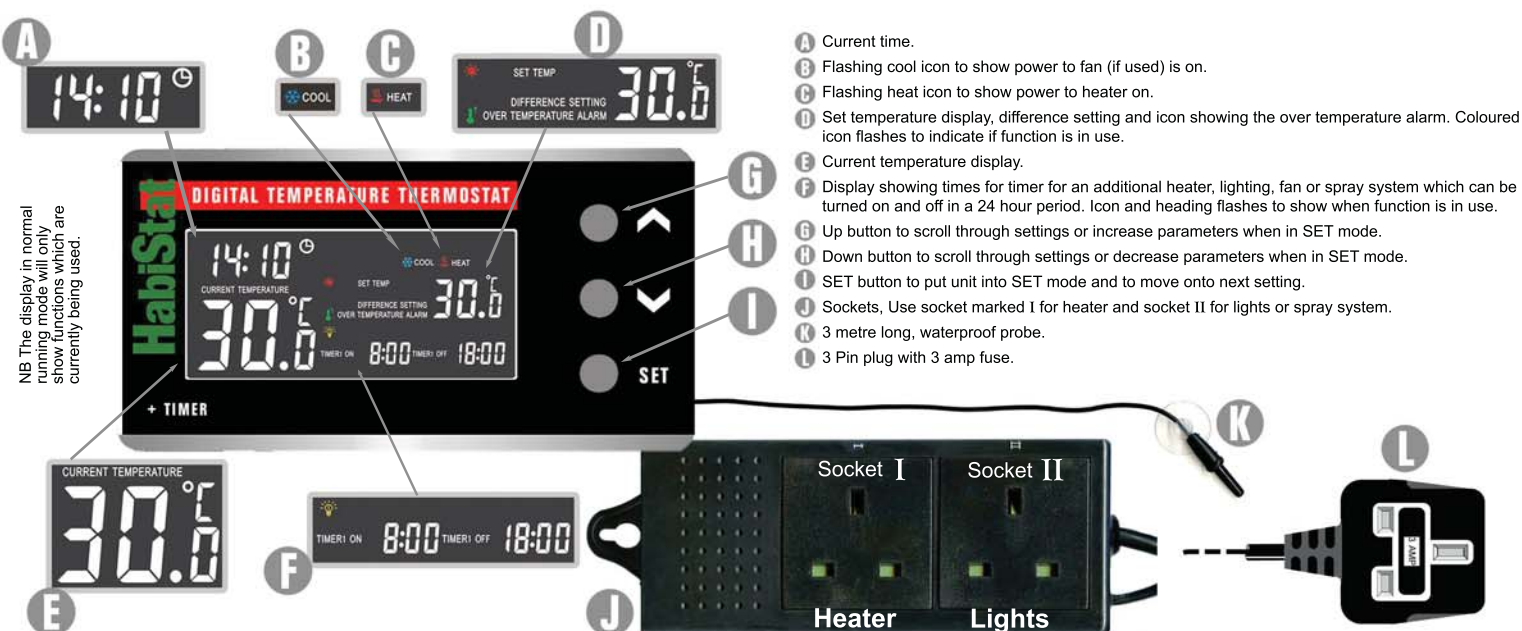 A
14:10
B
COOL
C
HEAT
D
SET TEMP
30.0 °C
DIFFERENCE SETTING
OVER TEMPERATURE ALARM
A Current time.
B Flashing cool icon to show power to fan (if used) is on.
C Flashing heat icon to show power to heater on.
D Set temperature display, difference setting and icon showing the over temperature alarm. Coloured
icon flashes to indicate if function is in use.
E Current temperature display.
F Display showing times for timer for an additional heater, lighting, fan or spray system which can be
turned on and off in a 24 hour period. Icon and heading flashes to show when function is in use.
G Up button to scroll through settings or increase parameters when in SET mode.
H Down button to scroll through settings or decrease parameters when in SET mode.
I SET button to put unit into SET mode and to move onto next setting.
J Sockets, Use socket marked I for heater and socket II for lights or spray system.
K 3 metre long, waterproof probe.
L 3 Pin plug with 3 amp fuse.
NB The display in normal
running mode will only
show functions which are
currently being used.
HabiStat
DIGITAL TEMPERATURE THERMOSTAT
14:10
COOL HEAT
CURRENT TEMPERATURE
30.0 °C
SET TEMP
30.0 °C
DIFFERENCE SETTING
OVER TEMPERATURE ALARM
TIMER1 ON 8:00 TIMER1 OFF 18:00
SET
+ TIMER
G
H
I
CURRENT TEMPERATURE
30.0 °C
E
TIMER1 ON 8:00 TIMER1 OFF 18:00
F
I
II
Socket I
Socket II
Heater
Lights
J
K
L
3 AMP